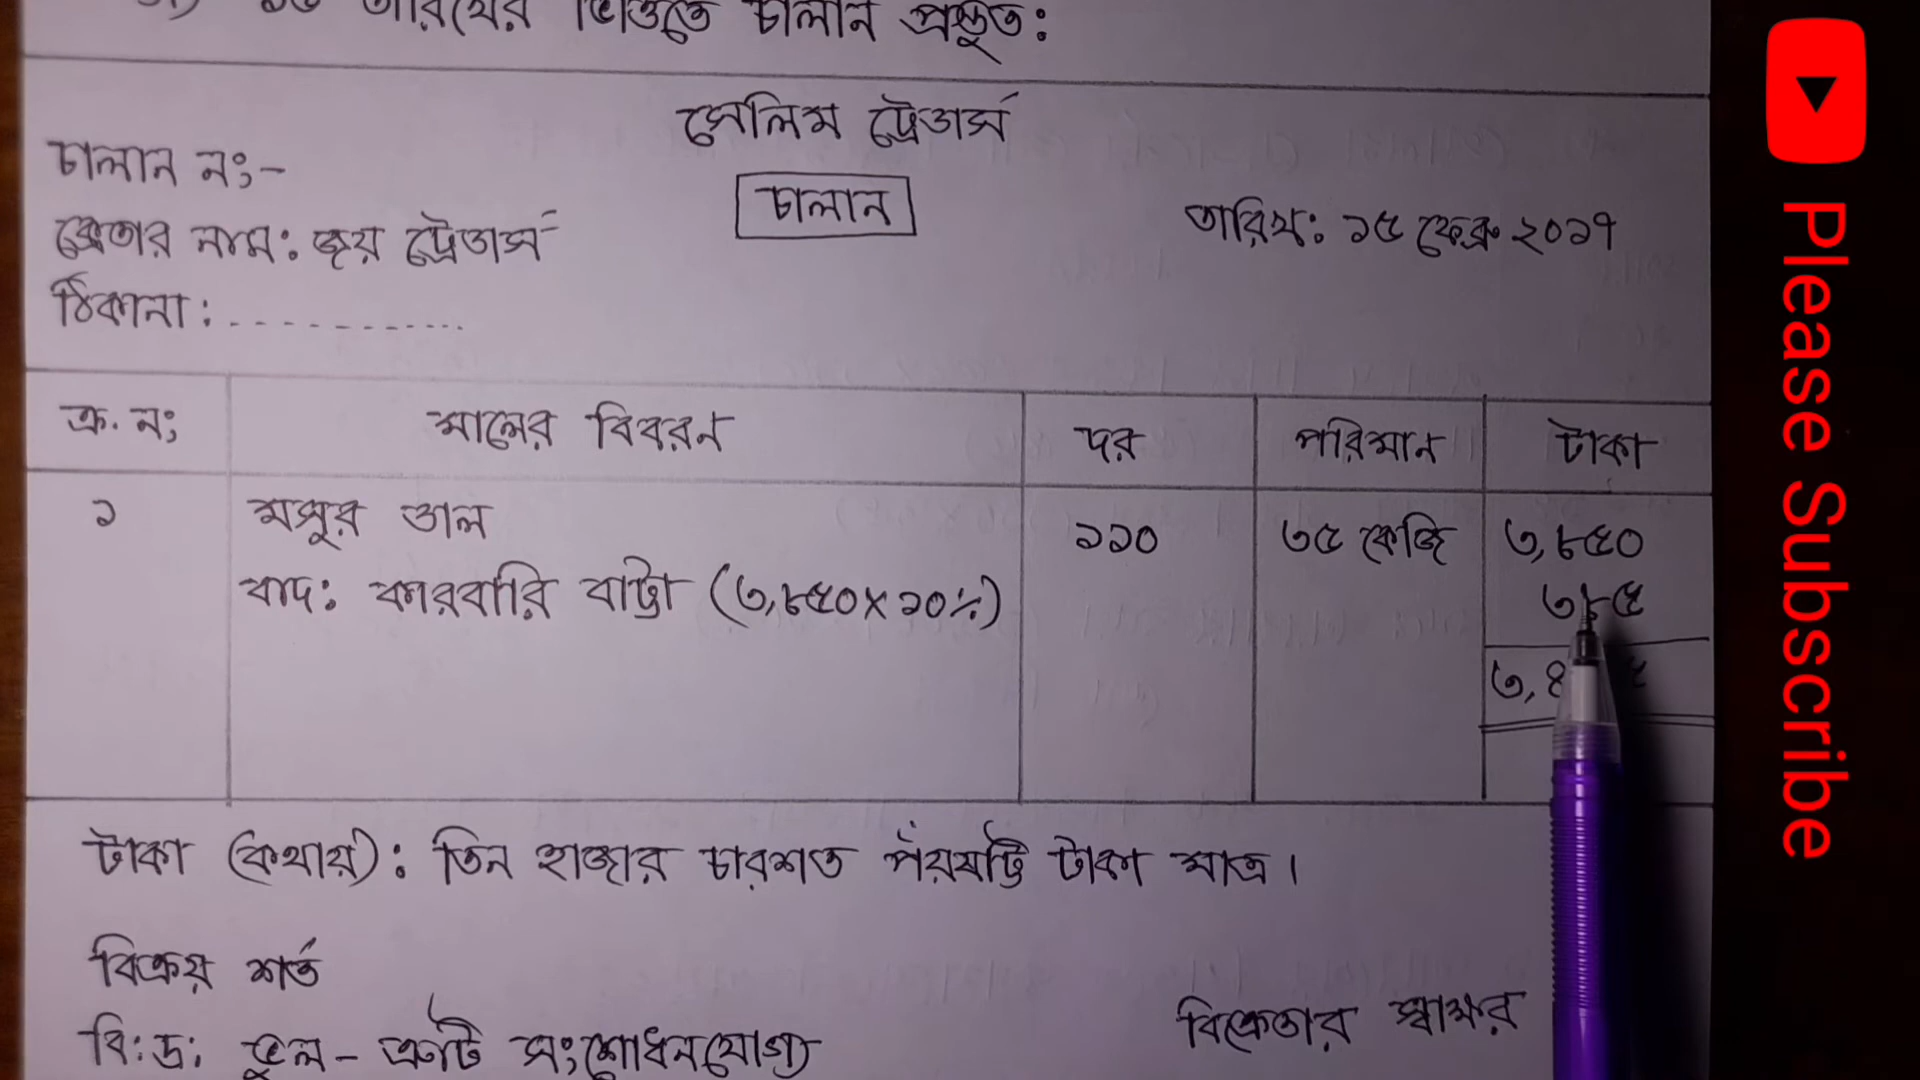 তারিখের ভিত্তিতে চালান প্রস্তুত:
সেলিম ট্রেডার্স
চালান নং:-
চালান
ক্রেতার নাম: জয় ট্রেডার্স
তারিখ: ১৫ ফেব্রু ২০১৭
ঠিকানা: ............
ক্র. নং মালের বিবরন দর পরিমান টাকা
১ মসুর ডাল ১১০ ৩৫ কেজি ৩,৮৫০
বাদ: কারবারি বাট্টা (৩,৮৫০×১০%) ৩৮৫
টাকা (কথায়): তিন হাজার চারশত পঁয়ষট্টি টাকা মাত্র।
বিক্রয় শর্ত
বি:দ্র: ভুল-ত্রুটি সংশোধনযোগ্য
বিক্রেতার স্বাক্ষর
Please Subscribe